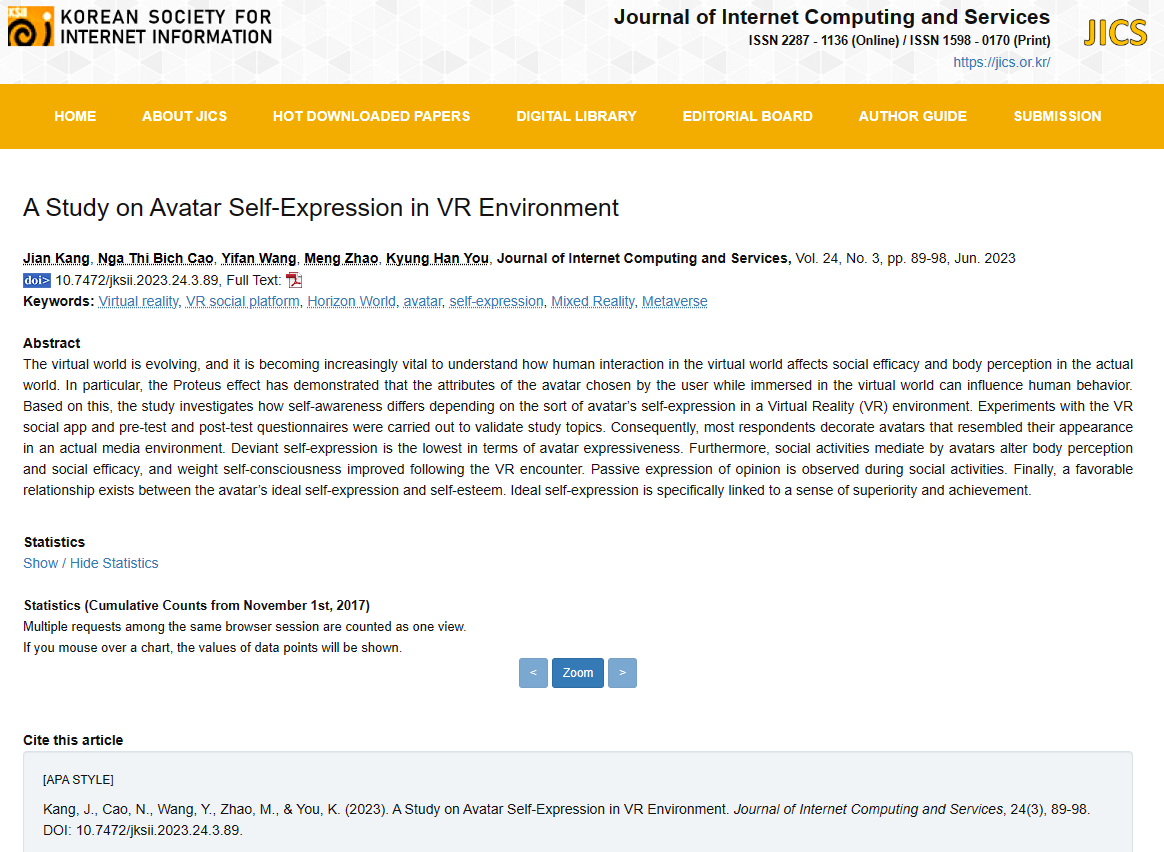 KSII
KOREAN SOCIETY FOR
INTERNET INFORMATION
Journal of Internet Computing and Services
ISSN 2287 - 1136 (Online) / ISSN 1598 - 0170 (Print)
https://jics.or.kr/
JICS
HOME ABOUT JICS HOT DOWNLOADED PAPERS DIGITAL LIBRARY EDITORIAL BOARD AUTHOR GUIDE SUBMISSION
A Study on Avatar Self-Expression in VR Environment
Jian Kang, Nga Thi Bich Cao, Yifan Wang, Meng Zhao, Kyung Han You, Journal of Internet Computing and Services, Vol. 24, No. 3, pp. 89-98, Jun. 2023
doi> 10.7472/jksii.2023.24.3.89, Full Text:
Keywords: Virtual reality, VR social platform, Horizon World, avatar, self-expression, Mixed Reality, Metaverse
Abstract
The virtual world is evolving, and it is becoming increasingly vital to understand how human interaction in the virtual world affects social efficacy and body perception in the actual
world. In particular, the Proteus effect has demonstrated that the attributes of the avatar chosen by the user while immersed in the virtual world can influence human behavior.
Based on this, the study investigates how self-awareness differs depending on the sort of avatar's self-expression in a Virtual Reality (VR) environment. Experiments with the VR
social app and pre-test and post-test questionnaires were carried out to validate study topics. Consequently, most respondents decorate avatars that resembled their appearance
in an actual media environment. Deviant self-expression is the lowest in terms of avatar expressiveness. Furthermore, social activities mediate by avatars alter body perception
and social efficacy, and weight self-consciousness improved following the VR encounter. Passive expression of opinion is observed during social activities. Finally, a favorable
relationship exists between the avatar's ideal self-expression and self-esteem. Ideal self-expression is specifically linked to a sense of superiority and achievement.
Statistics
Show / Hide Statistics
Statistics (Cumulative Counts from November 1st, 2017)
Multiple requests among the same browser session are counted as one view.
If you mouse over a chart, the values of data points will be shown.
< Zoom >
Cite this article
[APA STYLE]
Kang, J., Cao, N., Wang, Y., Zhao, M., & You, K. (2023). A Study on Avatar Self-Expression in VR Environment. Journal of Internet Computing and Services, 24(3), 89-98.
DOI: 10.7472/jksii.2023.24.3.89.